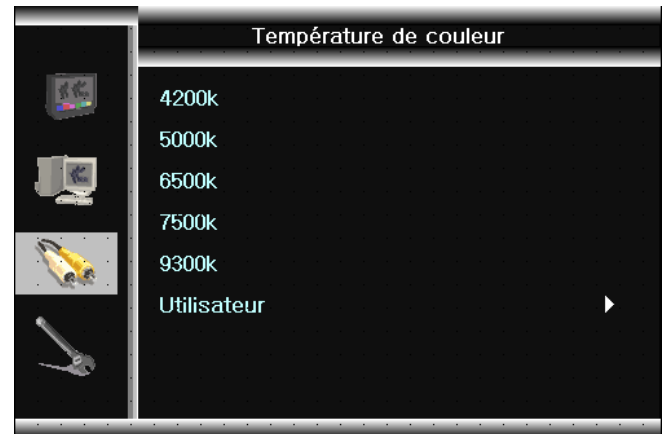 Température de couleur
4200k
5000k
6500k
7500k
9300k
Utilisateur